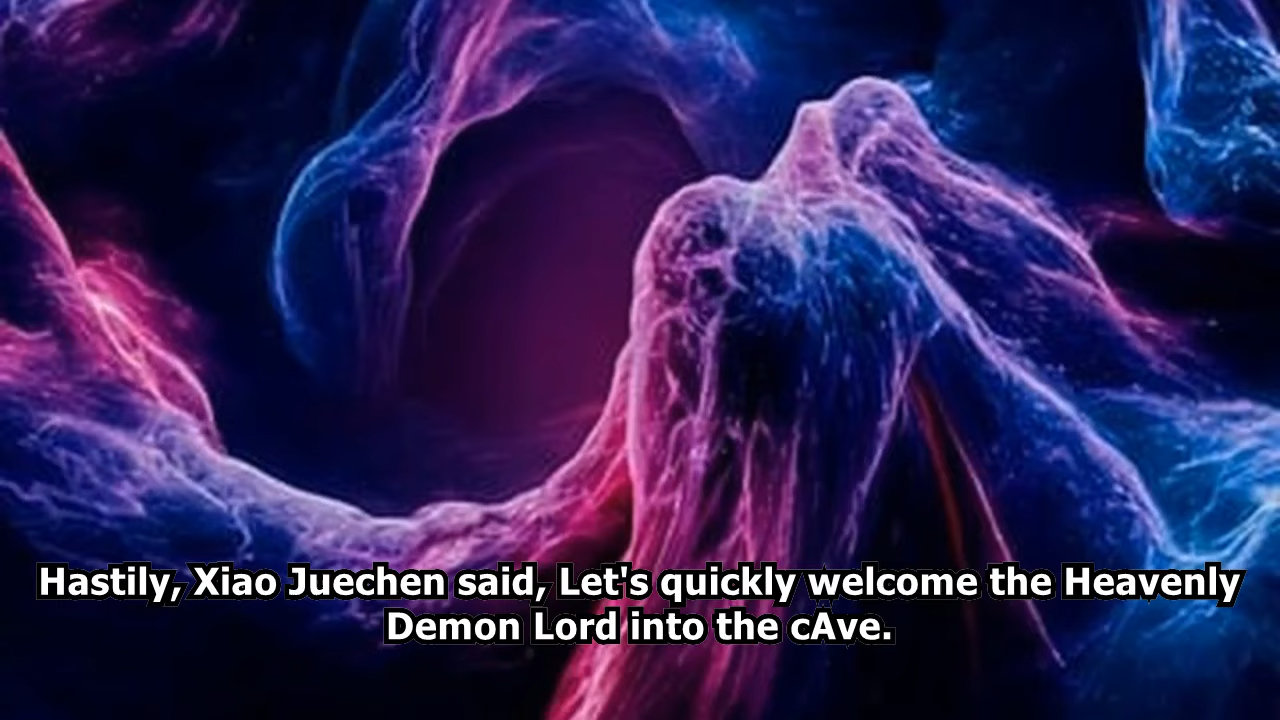 Hastily, Xiao Juechen said, Let's quickly welcome the Heavenly
Demon Lord into the cAve.